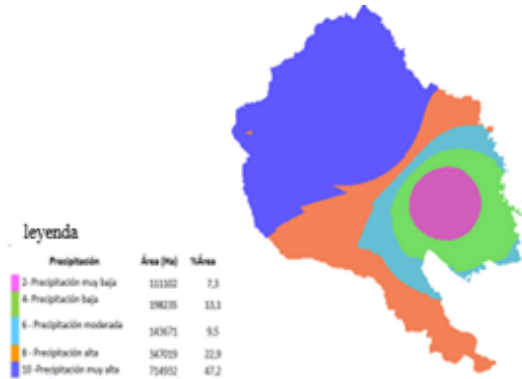 leyenda
Precipitación Área (Ha) %Área
2- Precipitación muy baja 111102 7,3
4- Precipitación baja 198235 13,1
6 - Precipitación moderada 143671 9,5
8 - Precipitación alta 347019 22,9
10 -Precipitación muy alta 714932 47,2